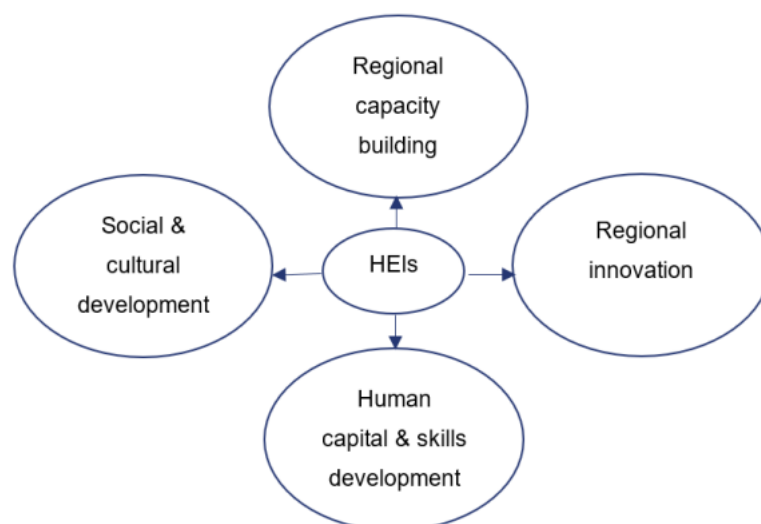 Regional
capacity
building
Social &
cultural
development
HEIs
Regional
innovation
Human
capital & skills
development